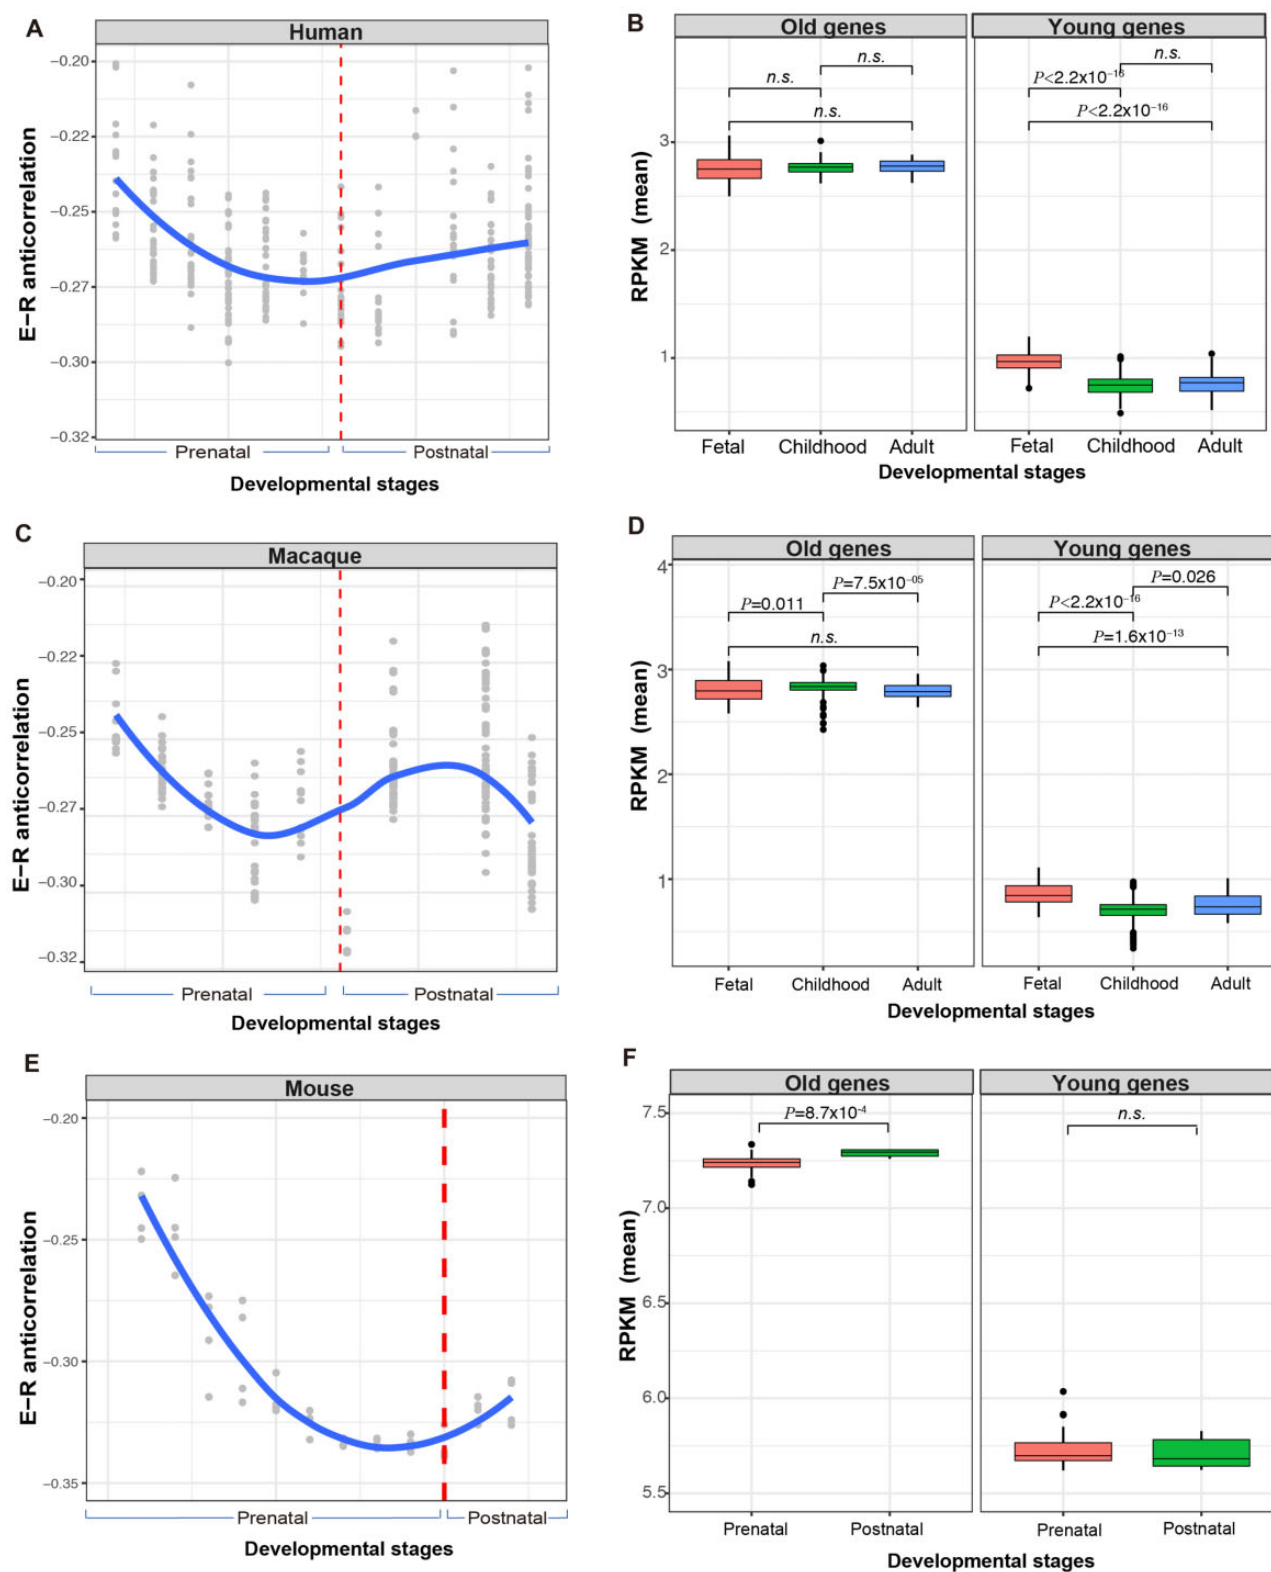 A
Human
E−R anticorrelation
−0.20
−0.22
−0.25
−0.27
−0.30
−0.32
Prenatal
Postnatal
Developmental stages
B
Old genes
Young genes
RPKM (mean)
3
2
1
n.s.
n.s.
n.s.
n.s.
P<2.2x10⁻¹⁶
P<2.2x10⁻¹⁶
Fetal Childhood Adult
Fetal Childhood Adult
Developmental stages
C
Macaque
E−R anticorrelation
−0.20
−0.22
−0.25
−0.27
−0.30
−0.32
Prenatal
Postnatal
Developmental stages
D
Old genes
Young genes
RPKM (mean)
4
3
2
1
P=7.5x10⁻⁰⁵
P=0.011
n.s.
P=0.026
P<2.2x10⁻¹⁶
P=1.6x10⁻¹³
Fetal Childhood Adult
Fetal Childhood Adult
Developmental stages
E
Mouse
E−R anticorrelation
−0.20
−0.25
−0.30
−0.35
Prenatal
Postnatal
Developmental stages
F
Old genes
Young genes
RPKM (mean)
7.5
7.0
6.5
6.0
5.5
P=8.7x10⁻⁴
n.s.
Prenatal Postnatal
Prenatal Postnatal
Developmental stages